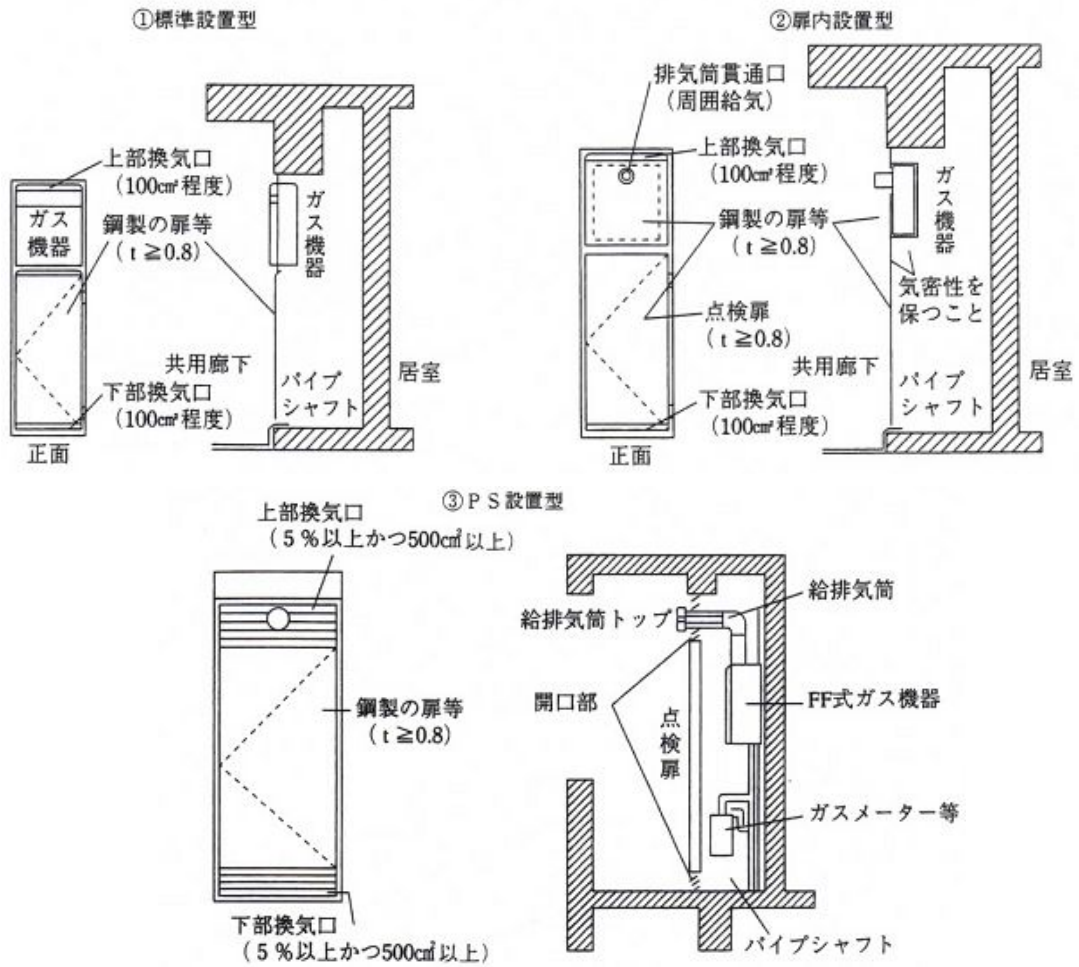 ①標準設置型
上部換気口
(100㎠程度)
ガス
機器
鋼製の扉等
(t≧0.8)
下部換気口
(100㎠程度)
正面
ガス機器
共用廊下
パイプ
シャフト
居室
②扉内設置型
排気筒貫通口
(周囲給気)
上部換気口
(100㎠程度)
鋼製の扉等
(t≧0.8)
点検扉
(t≧0.8)
下部換気口
(100㎠程度)
正面
ガス機器
気密性を
保つこと
共用廊下
パイプ
シャフト
居室
③PS設置型
上部換気口
(5%以上かつ500㎠以上)
鋼製の扉等
(t≧0.8)
下部換気口
(5%以上かつ500㎠以上)
給排気筒トップ
給排気筒
開口部
点検扉
FF式ガス機器
ガスメーター等
パイプシャフト